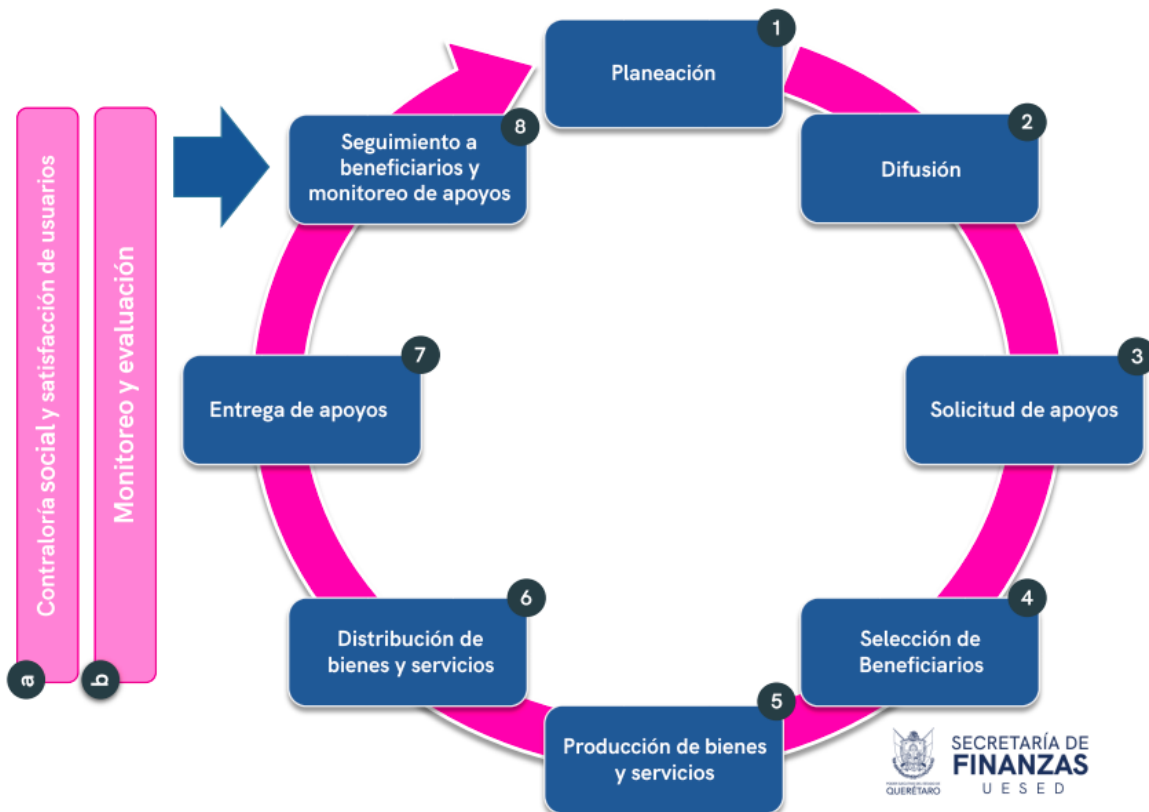 1
Planeación
2
Difusión
3
Solicitud de apoyos
4
Selección de
Beneficiarios
5
Producción de bienes
y servicios
6
Distribución de
bienes y servicios
7
Entrega de apoyos
8
Seguimiento a
beneficiarios y
monitoreo de apoyos
a
Contraloría social y satisfacción de usuarios
b
Monitoreo y evaluación
QUERÉTARO
SECRETARÍA DE
FINANZAS
UESED